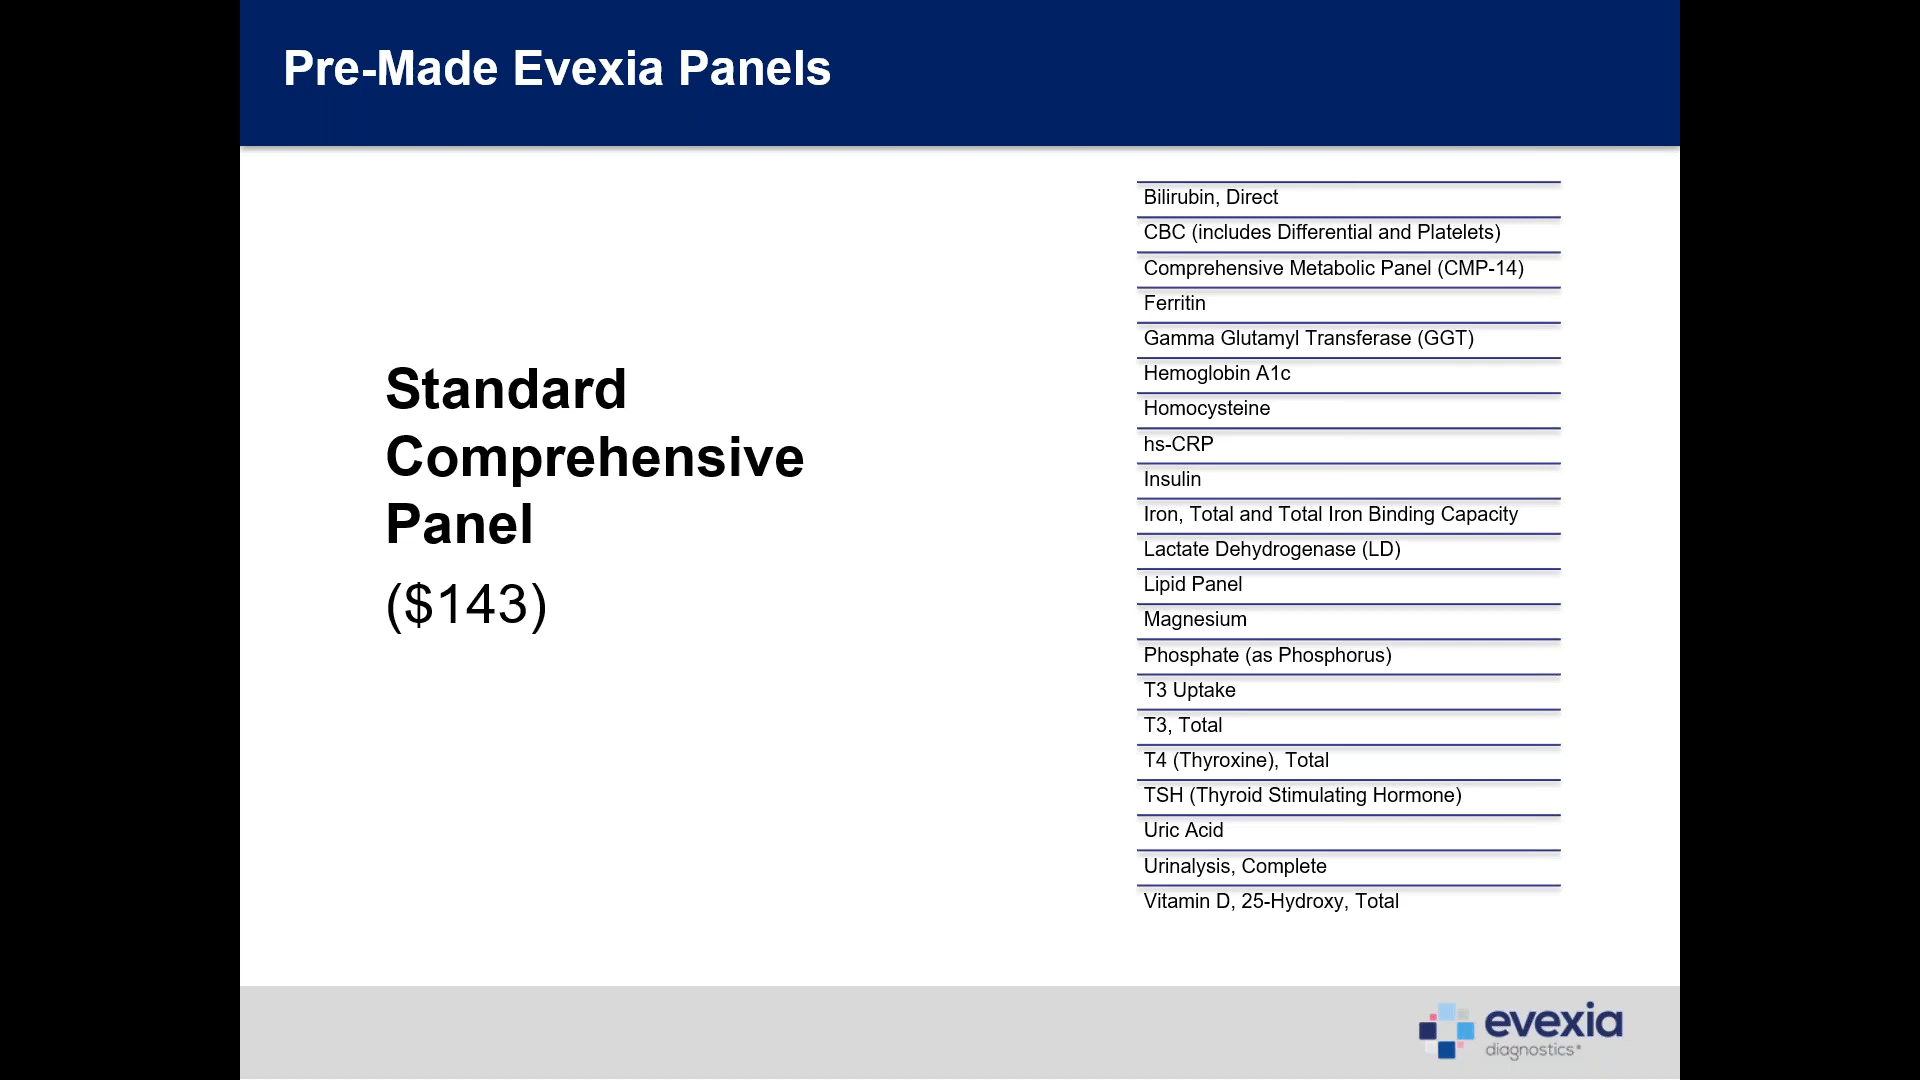 Pre-Made Evexia Panels
Standard
Comprehensive
Panel
($143)
Bilirubin, Direct
CBC (includes Differential and Platelets)
Comprehensive Metabolic Panel (CMP-14)
Ferritin
Gamma Glutamyl Transferase (GGT)
Hemoglobin A1c
Homocysteine
hs-CRP
Insulin
Iron, Total and Total Iron Binding Capacity
Lactate Dehydrogenase (LD)
Lipid Panel
Magnesium
Phosphate (as Phosphorus)
T3 Uptake
T3, Total
T4 (Thyroxine), Total
TSH (Thyroid Stimulating Hormone)
Uric Acid
Urinalysis, Complete
Vitamin D, 25-Hydroxy, Total
evexia
diagnostics